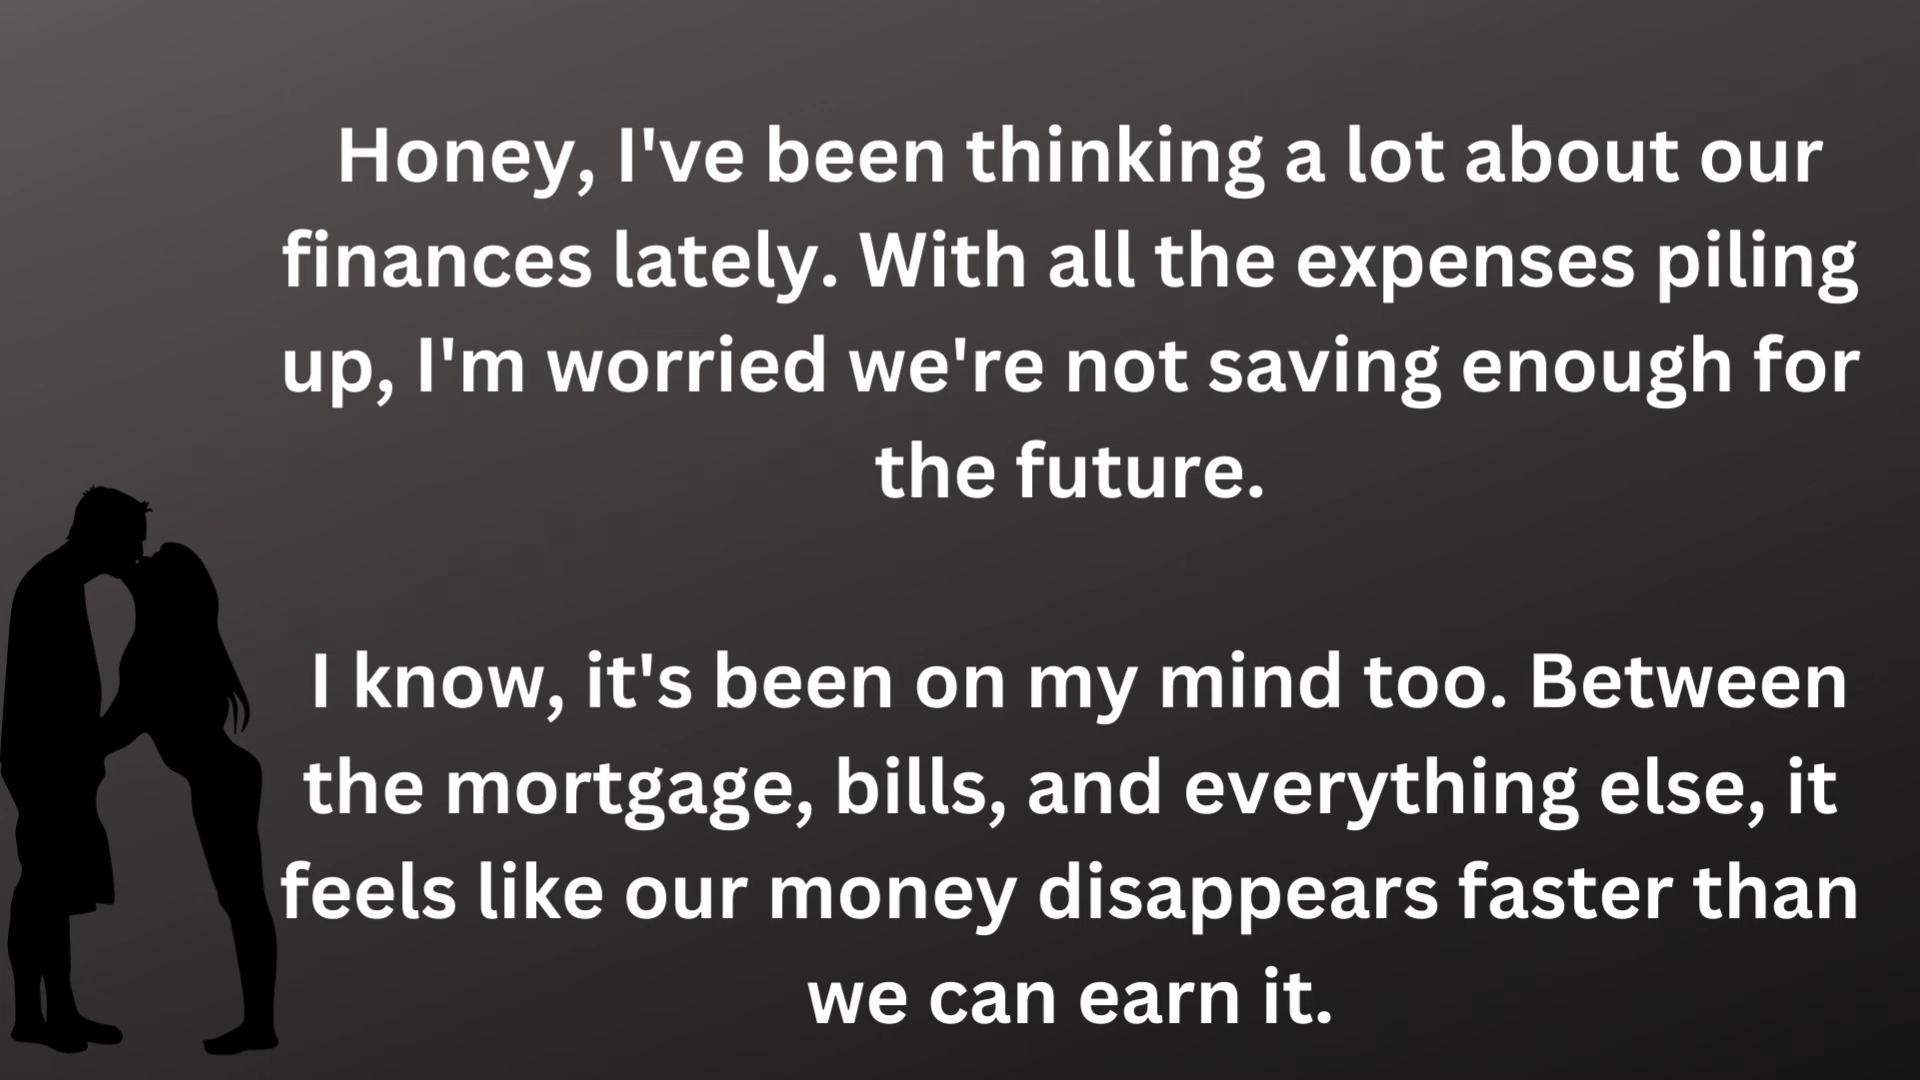 Honey, I've been thinking a lot about our
finances lately. With all the expenses piling
up, I'm worried we're not saving enough for
the future.
I know, it's been on my mind too. Between
the mortgage, bills, and everything else, it
feels like our money disappears faster than
we can earn it.